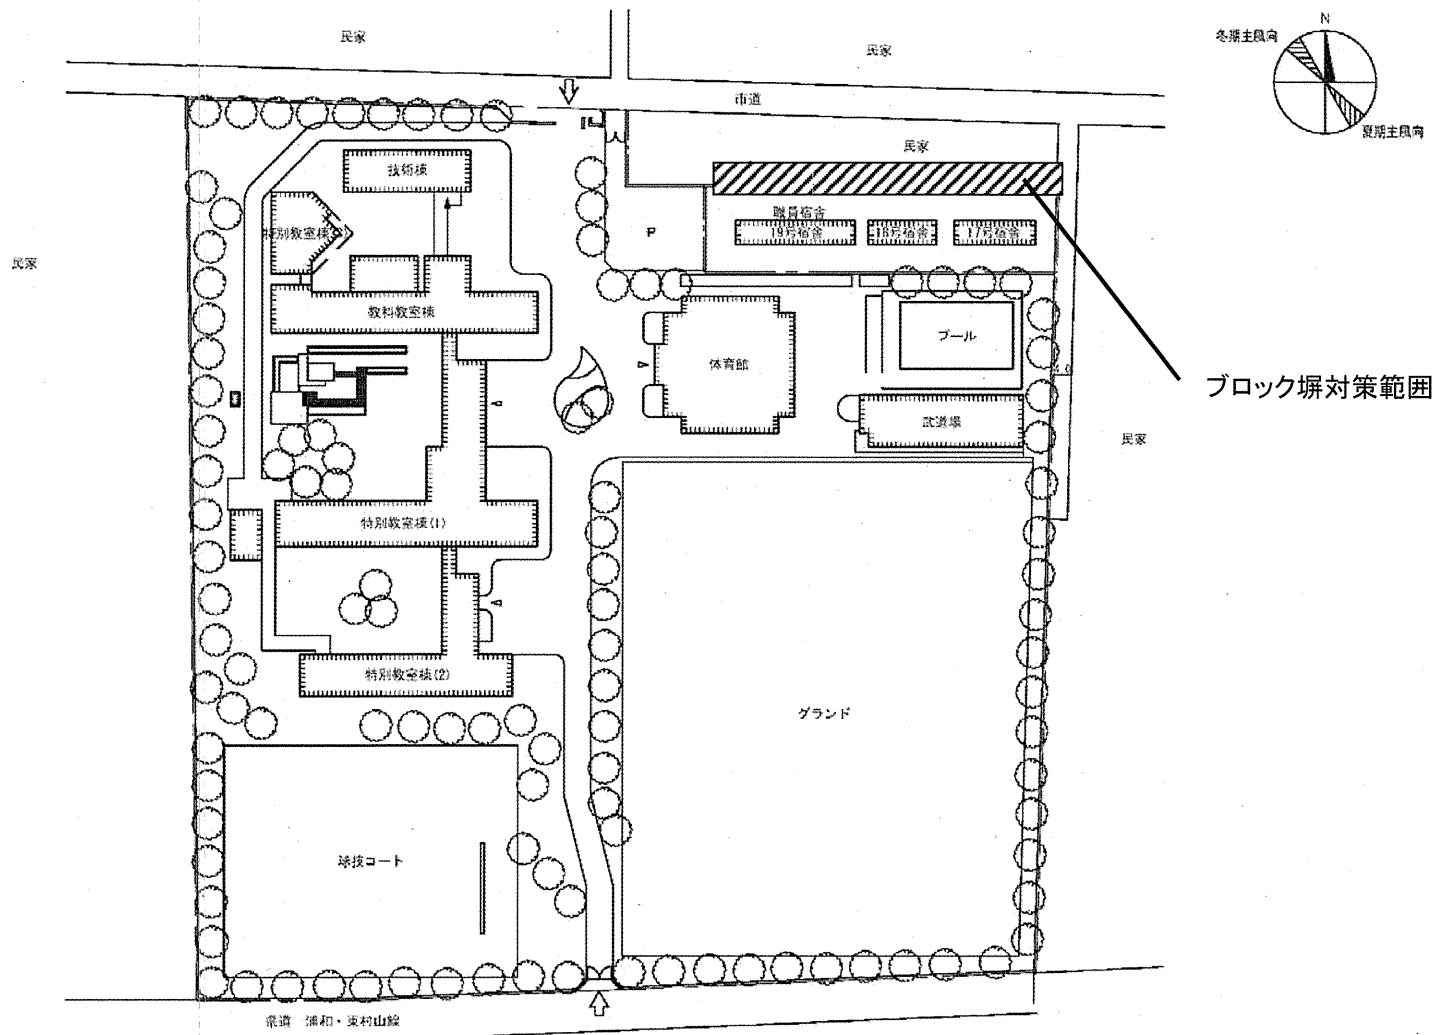 N
冬期主風向
夏期主風向
民家
民家
市道
民家
技術棟
職員宿舎
19号宿舎
18号宿舎
17号宿舎
P
特別教室棟
民家
教科教室棟
体育館
プール
ブロック塀対策範囲
武道場
民家
特別教室棟(1)
特別教室棟(2)
グランド
球技コート
県道 浦和・東村山線